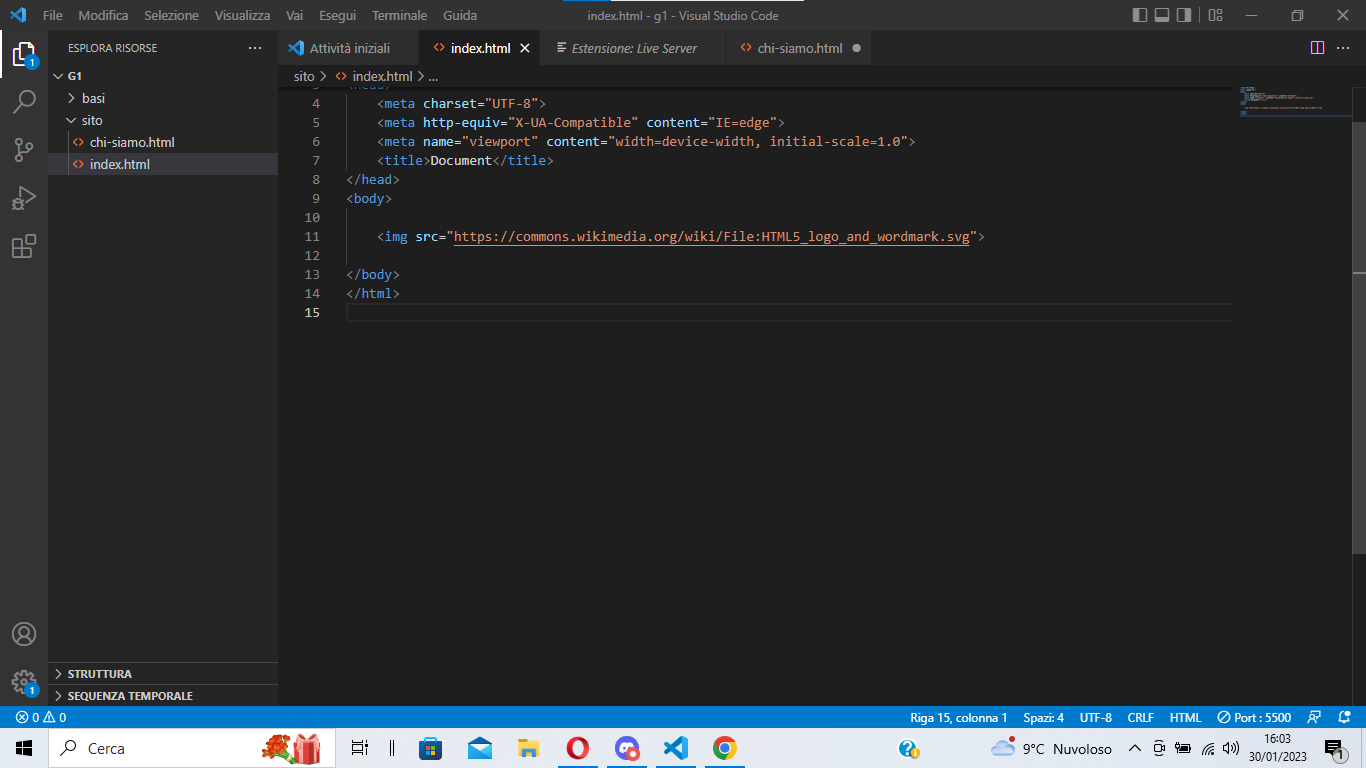 File Modifica Selezione Visualizza Vai Esegui Terminale Guida
index.html - g1 - Visual Studio Code
ESPLORA RISORSE
G1
basi
sito
chi-siamo.html
index.html
STRUTTURA
SEQUENZA TEMPORALE
1
1
Attività iniziali
index.html
Estensione: Live Server
chi-siamo.html
sito > index.html > ...
3 <head>
4 <meta charset="UTF-8">
5 <meta http-equiv="X-UA-Compatible" content="IE=edge">
6 <meta name="viewport" content="width=device-width, initial-scale=1.0">
7 <title>Document</title>
8 </head>
9 <body>
10
11 <img src="https://commons.wikimedia.org/wiki/File:HTML5_logo_and_wordmark.svg">
12
13 </body>
14 </html>
15
0 0
Riga 15, colonna 1 Spazi: 4 UTF-8 CRLF HTML Port : 5500
Cerca
9°C Nuvoloso
16:03
30/01/2023
1